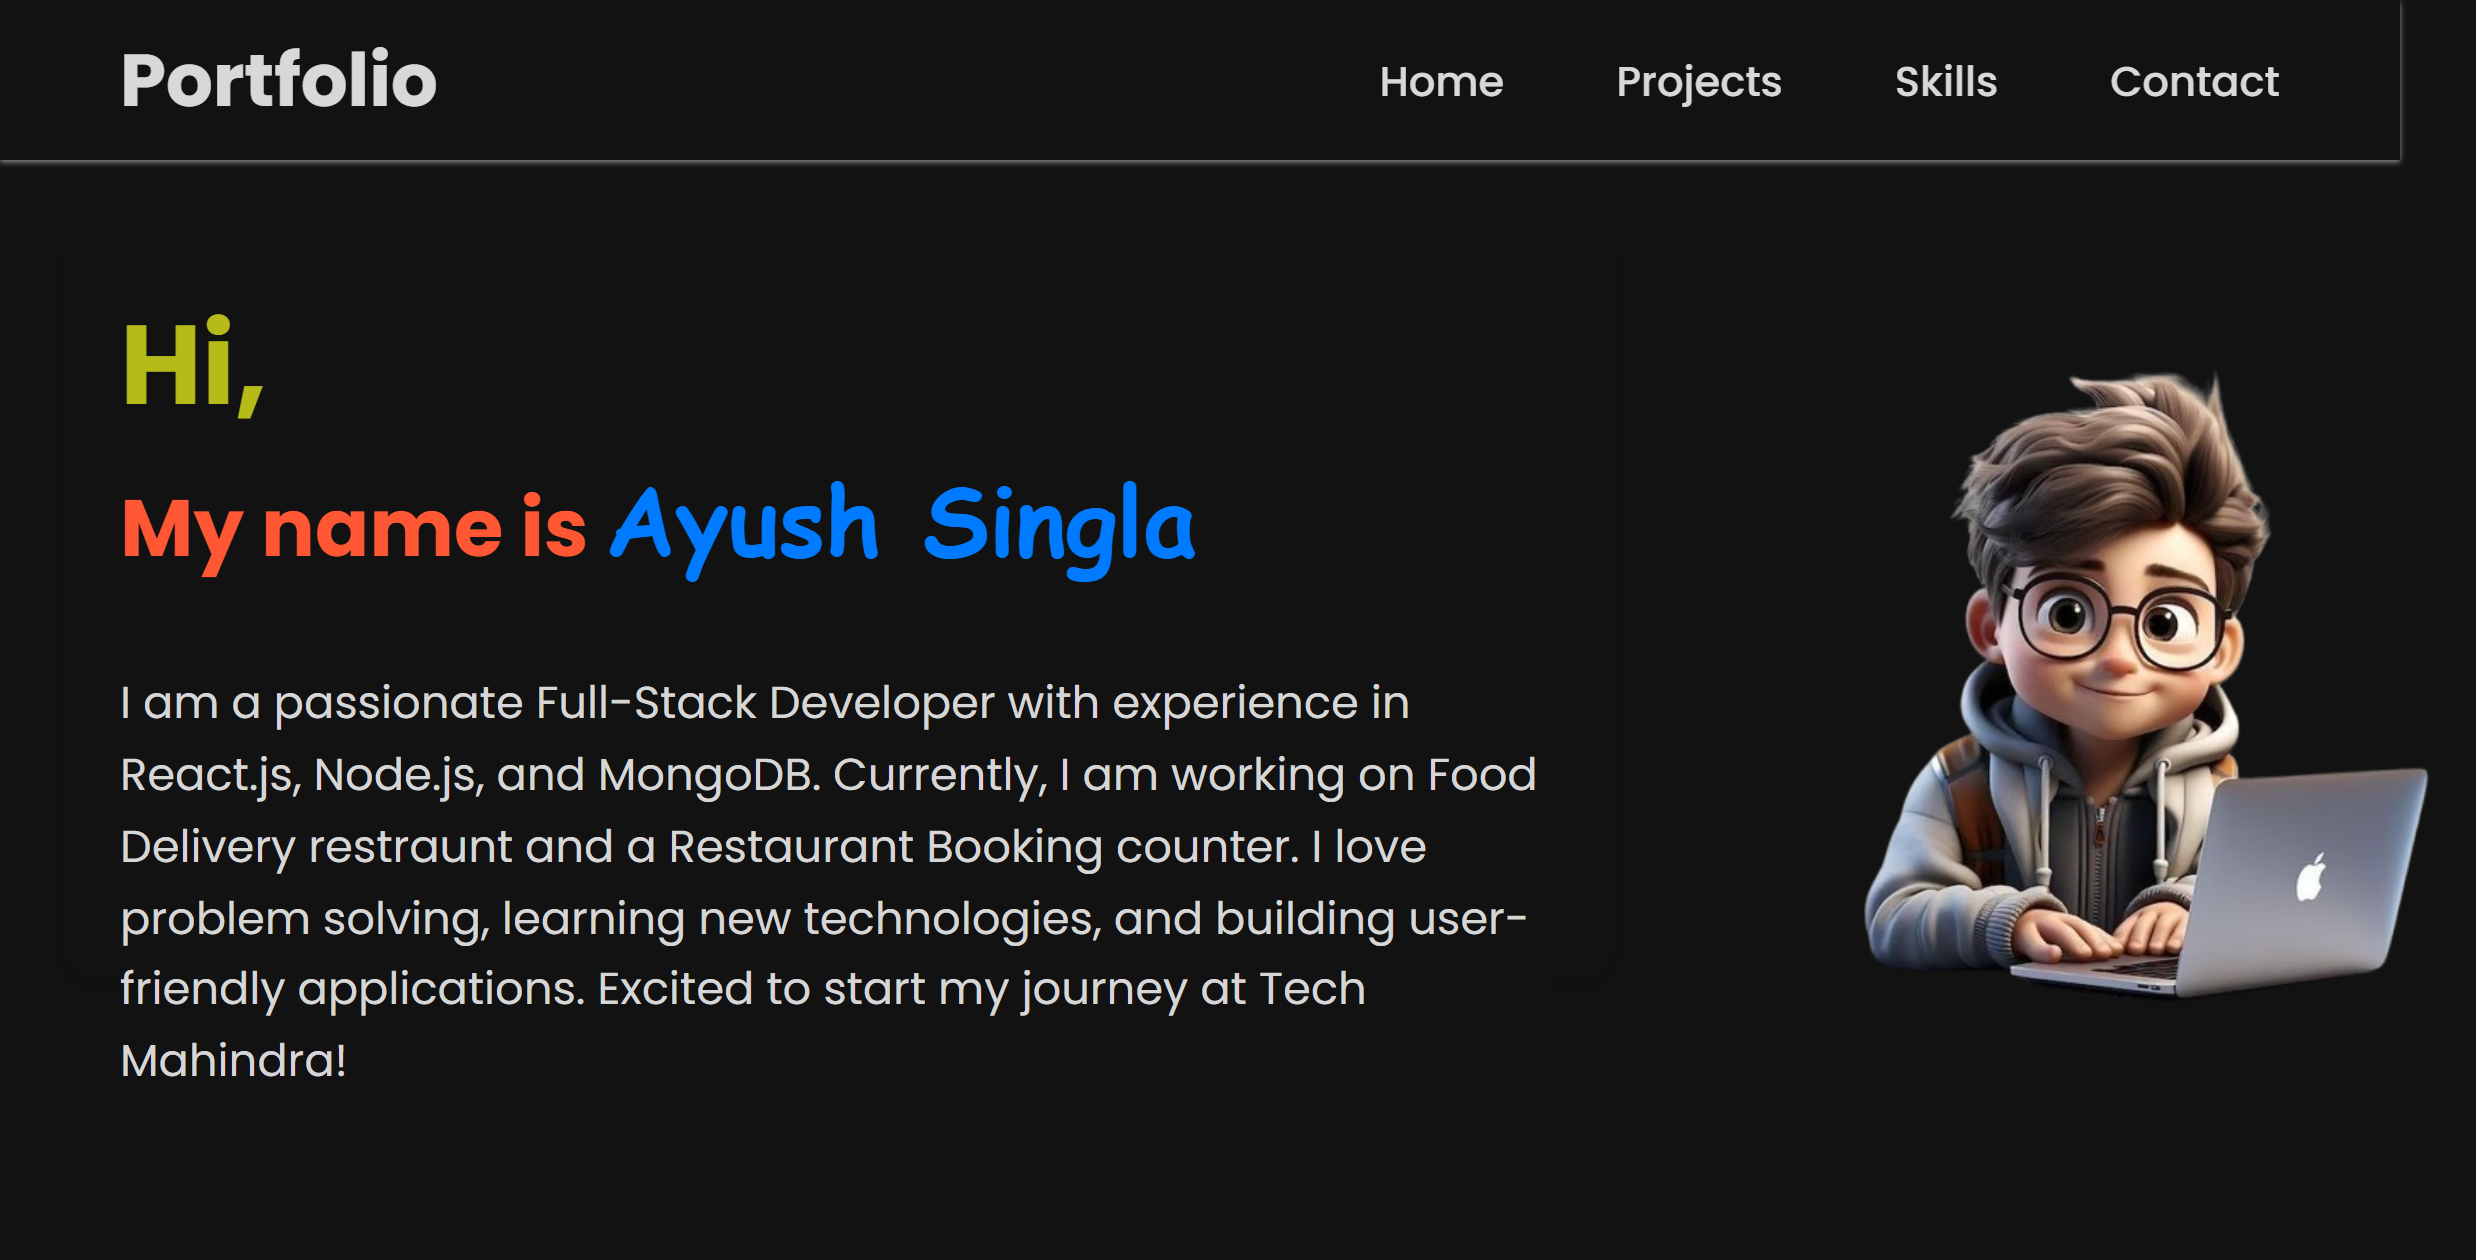 Portfolio
Home Projects Skills Contact
Hi,
My name is Ayush Singla
I am a passionate Full-Stack Developer with experience in
React.js, Node.js, and MongoDB. Currently, I am working on Food
Delivery restraunt and a Restaurant Booking counter. I love
problem solving, learning new technologies, and building user-
friendly applications. Excited to start my journey at Tech
Mahindra!